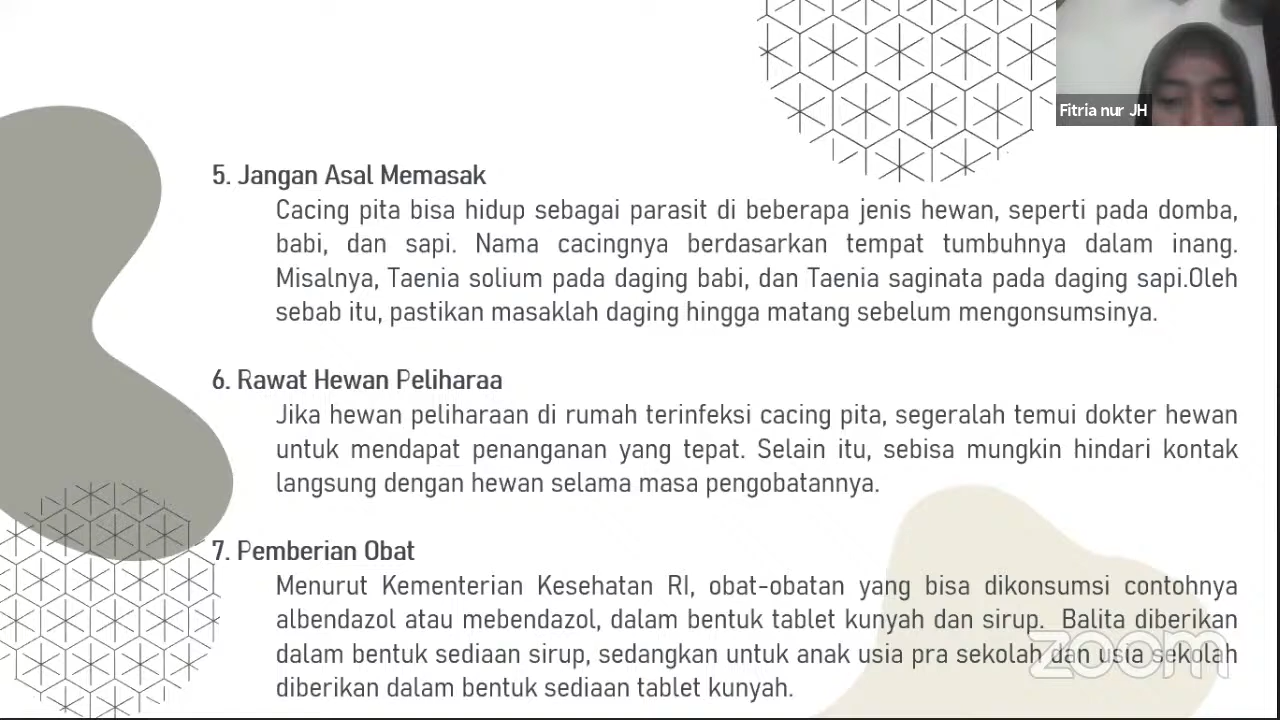 Fitria nur JH
5. Jangan Asal Memasak
Cacing pita bisa hidup sebagai parasit di beberapa jenis hewan, seperti pada domba,
babi, dan sapi. Nama cacingnya berdasarkan tempat tumbuhnya dalam inang.
Misalnya, Taenia solium pada daging babi, dan Taenia saginata pada daging sapi.Oleh
sebab itu, pastikan masaklah daging hingga matang sebelum mengonsumsinya.
6. Rawat Hewan Peliharaa
Jika hewan peliharaan di rumah terinfeksi cacing pita, segeralah temui dokter hewan
untuk mendapat penanganan yang tepat. Selain itu, sebisa mungkin hindari kontak
langsung dengan hewan selama masa pengobatannya.
7. Pemberian Obat
Menurut Kementerian Kesehatan RI, obat-obatan yang bisa dikonsumsi contohnya
albendazol atau mebendazol, dalam bentuk tablet kunyah dan sirup. Balita diberikan
dalam bentuk sediaan sirup, sedangkan untuk anak usia pra sekolah dan usia sekolah
diberikan dalam bentuk sediaan tablet kunyah.
zoom